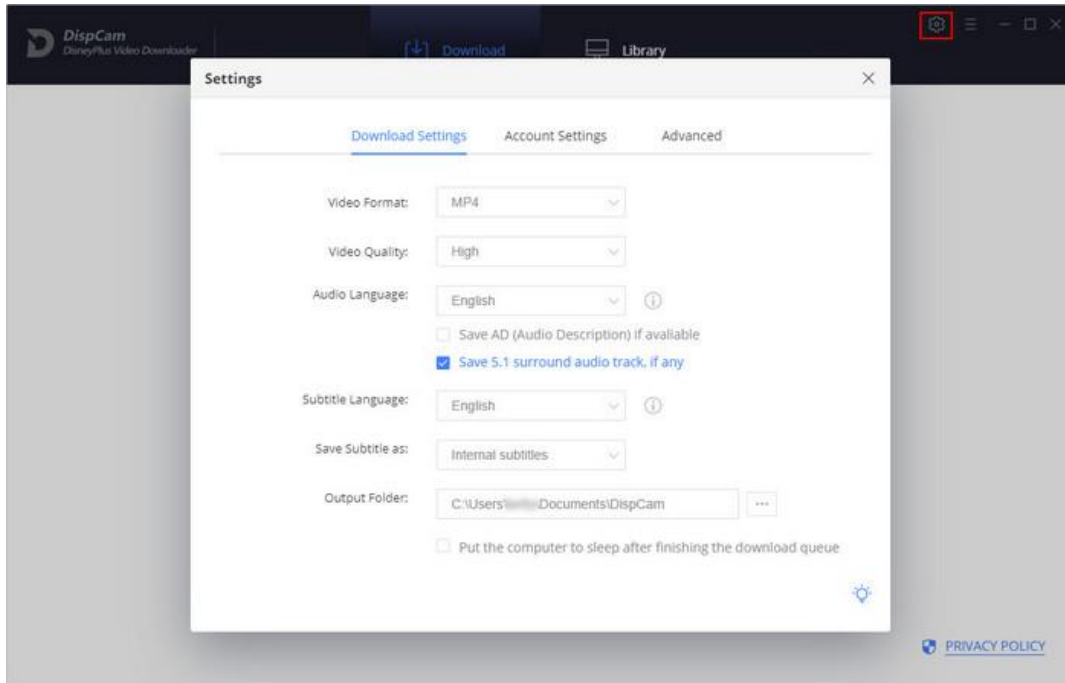 DispCam
DisneyPlus Video Downloader
Download
Library
Settings
Download Settings Account Settings Advanced
Video Format: MP4
Video Quality: High
Audio Language: English
Save AD (Audio Description) if avaliable
Save 5.1 surround audio track, if any
Subtitle Language: English
Save Subtitle as: Internal subtitles
Output Folder: C:\Users\ \Documents\DispCam ...
Put the computer to sleep after finishing the download queue
PRIVACY POLICY